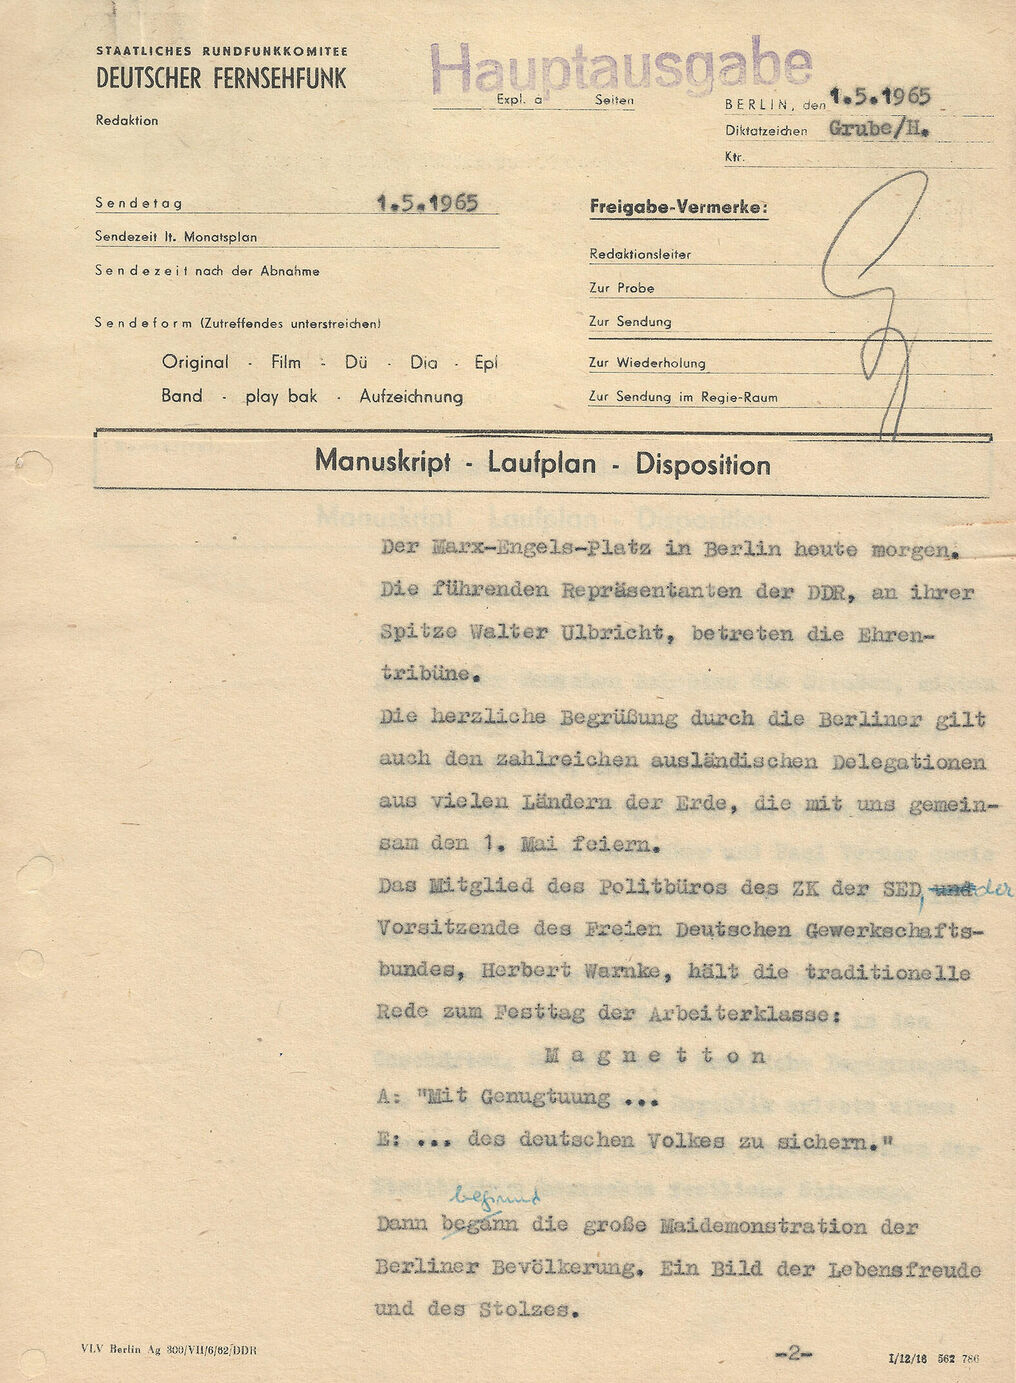 STAATLICHES RUNDFUNKKOMITEE
DEUTSCHER FERNSEHFUNK
Redaktion
Hauptausgabe
Expl. a Seiten
BERLIN, den 1.5.1965
Diktatzeichen Grube/H.
Ktr.
Sendetag 1.5.1965
Sendezeit lt. Monatsplan
Sendezeit nach der Abnahme
Sendeform (Zutreffendes unterstreichen)
Original - Film - Dü - Dia - Epl
Band - play bak - Aufzeichnung
Freigabe-Vermerke:
Redaktionsleiter
Zur Probe
Zur Sendung
Zur Wiederholung
Zur Sendung im Regie-Raum
Manuskript - Laufplan - Disposition
Der Marx-Engels-Platz in Berlin heute morgen.
Die führenden Repräsentanten der DDR, an ihrer
Spitze Walter Ulbricht, betreten die Ehren-
tribüne.
Die herzliche Begrüßung durch die Berliner gilt
auch den zahlreichen ausländischen Delegationen
aus vielen Ländern der Erde, die mit uns gemein-
sam den 1. Mai feiern.
Das Mitglied des Politbüros des ZK der SED, und der
Vorsitzende des Freien Deutschen Gewerkschafts-
bundes, Herbert Warnke, hält die traditionelle
Rede zum Festtag der Arbeiterklasse:
Magnetton
A: "Mit Genugtuung ...
E: ... des deutschen Volkes zu sichern."
Dann begann die große Maidemonstration der
Berliner Bevölkerung. Ein Bild der Lebensfreude
und des Stolzes.
VLV Berlin Ag 300/VII/6/62/DDR
-2-
I/12/18 562 786